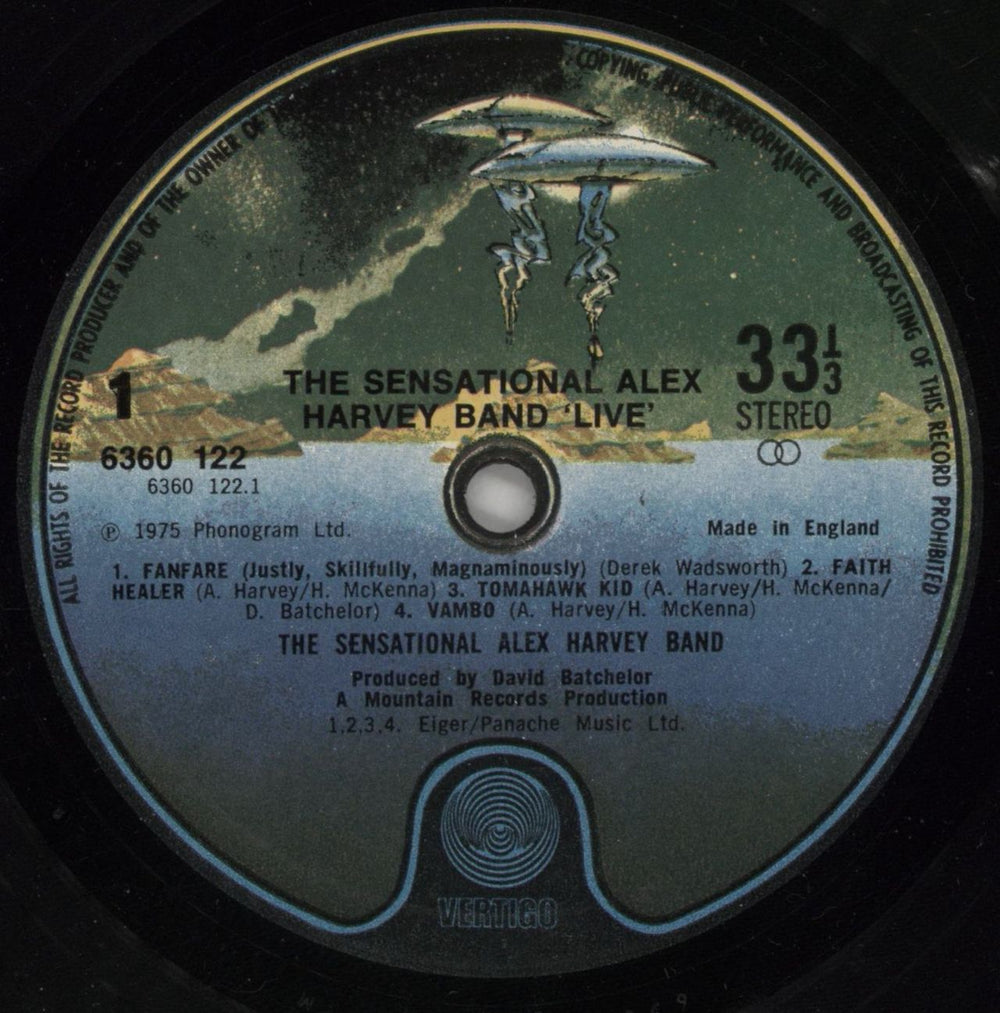 ALL RIGHTS OF THE RECORD PRODUCER AND OF THE OWNER OF
COPYING, PUBLIC PERFORMANCE AND BROADCASTING OF THIS RECORD PROHIBITED
1
THE SENSATIONAL ALEX
HARVEY BAND ‘LIVE’
33⅓
STEREO
6360 122
6360 122.1
℗ 1975 Phonogram Ltd.
Made in England
1. FANFARE (Justly, Skillfully, Magnaminously) (Derek Wadsworth) 2. FAITH
HEALER (A. Harvey/H. McKenna) 3. TOMAHAWK KID (A. Harvey/H. McKenna/
D. Batchelor) 4. VAMBO (A. Harvey/H. McKenna)
THE SENSATIONAL ALEX HARVEY BAND
Produced by David Batchelor
A Mountain Records Production
1,2,3,4. Eiger/Panache Music Ltd.
VERTIGO